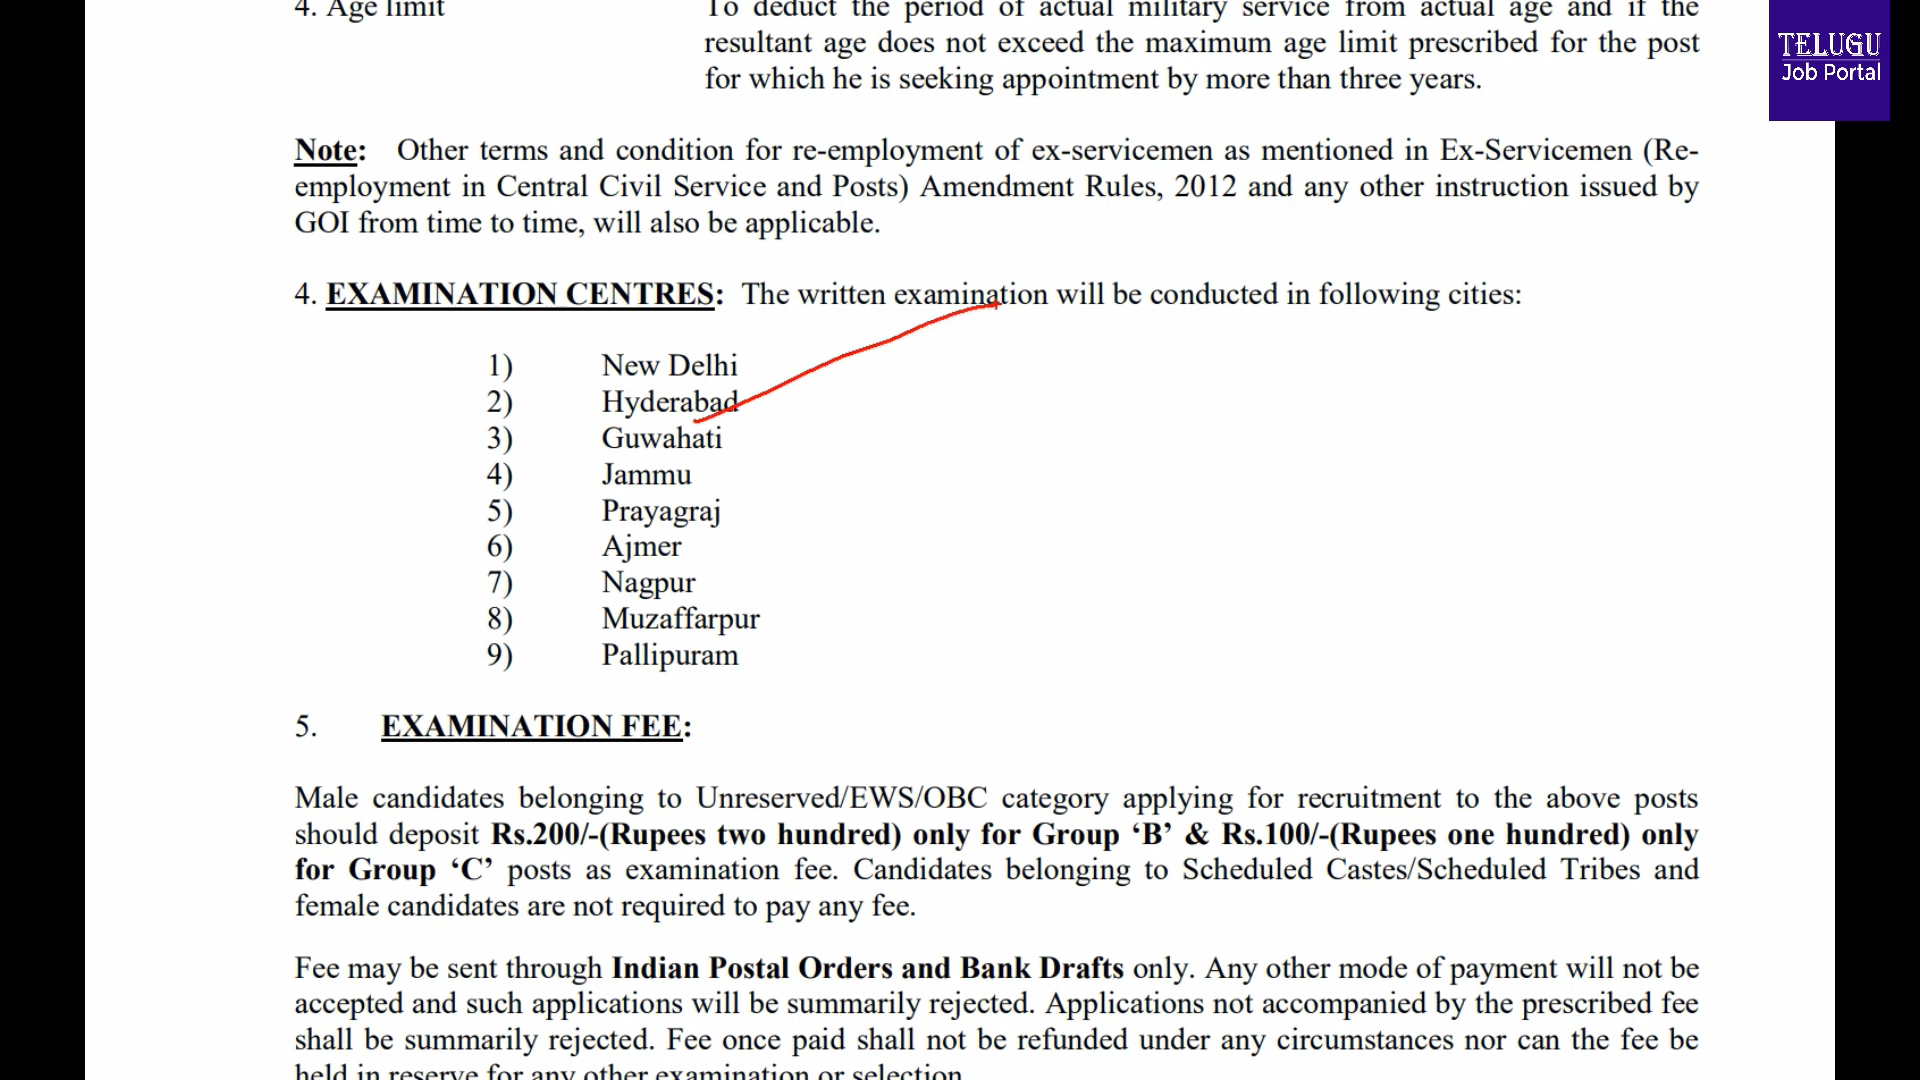 4. Age limit To deduct the period of actual military service from actual age and if the
resultant age does not exceed the maximum age limit prescribed for the post
for which he is seeking appointment by more than three years.
TELUGU
Job Portal
Note: Other terms and condition for re-employment of ex-servicemen as mentioned in Ex-Servicemen (Re-
employment in Central Civil Service and Posts) Amendment Rules, 2012 and any other instruction issued by
GOI from time to time, will also be applicable.
4. EXAMINATION CENTRES: The written examination will be conducted in following cities:
1) New Delhi
2) Hyderabad
3) Guwahati
4) Jammu
5) Prayagraj
6) Ajmer
7) Nagpur
8) Muzaffarpur
9) Pallipuram
5. EXAMINATION FEE:
Male candidates belonging to Unreserved/EWS/OBC category applying for recruitment to the above posts
should deposit Rs.200/-(Rupees two hundred) only for Group ‘B’ & Rs.100/-(Rupees one hundred) only
for Group ‘C’ posts as examination fee. Candidates belonging to Scheduled Castes/Scheduled Tribes and
female candidates are not required to pay any fee.
Fee may be sent through Indian Postal Orders and Bank Drafts only. Any other mode of payment will not be
accepted and such applications will be summarily rejected. Applications not accompanied by the prescribed fee
shall be summarily rejected. Fee once paid shall not be refunded under any circumstances nor can the fee be
held in reserve for any other examination or selection.